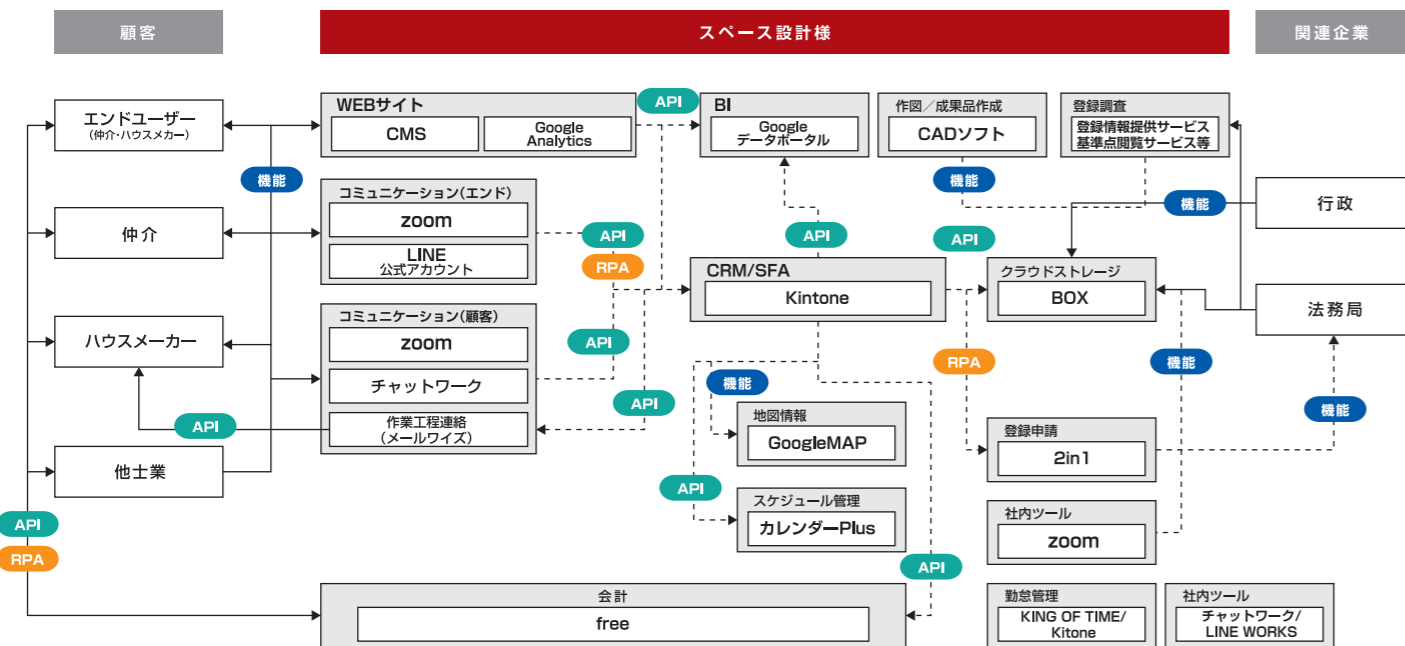 顧客
スペース設計様
関連企業
エンドユーザー
(仲介・ハウスメカー)
仲介
ハウスメーカー
他士業
API
RPA
機能
WEBサイト
CMS
Google
Analytics
API
BI
Google
データポータル
作図/成果品作成
CADソフト
登録調査
登録情報提供サービス
基準点閲覧サービス等
機能
機能
行政
法務局
コミュニケーション(エンド)
zoom
LINE
公式アカウント
API
RPA
API
API
CRM/SFA
Kintone
クラウドストレージ
BOX
コミュニケーション(顧客)
zoom
チャットワーク
作業工程連絡
(メールワイズ)
API
API
API
RPA
機能
機能
機能
地図情報
GoogleMAP
登録申請
2in1
API
スケジュール管理
カレンダーPlus
社内ツール
zoom
API
会計
free
勤怠管理
KING OF TIME/
Kitone
社内ツール
チャットワーク/
LINE WORKS